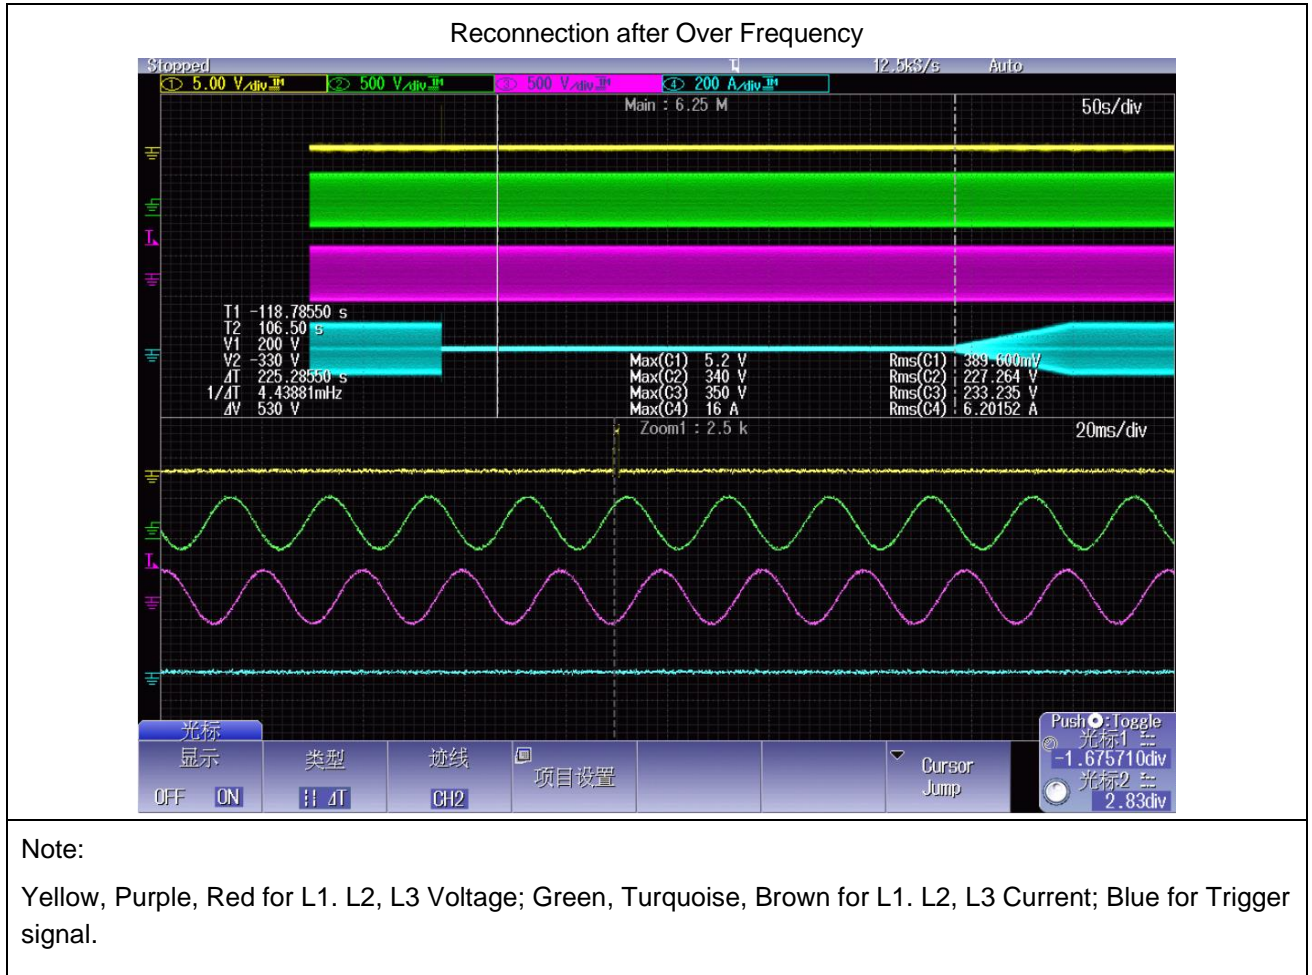 Reconnection after Over Frequency
Stopped 12.5kS/s Auto
① 5.00 V/div 1M ② 500 V/div 1M ③ 500 V/div 1M ④ 200 A/div 1M
Main : 6.25 M 50s/div
T1 -118.78550 s
T2 106.50 s
V1 200 V
V2 -330 V
ΔT 225.28550 s
1/ΔT 4.43881mHz
ΔV 530 V
Max(C1) 5.2 V
Max(C2) 340 V
Max(C3) 350 V
Max(C4) 16 A
Rms(C1) 389.600mV
Rms(C2) 227.264 V
Rms(C3) 233.235 V
Rms(C4) 6.20152 A
Zoom1 : 2.5 k 20ms/div
光标
显示
OFF ON
类型
ΔT
迹线
CH2
项目设置
Cursor
Jump
Push :Toggle
光标1
-1.675710div
光标2
2.83div
Note:
Yellow, Purple, Red for L1. L2, L3 Voltage; Green, Turquoise, Brown for L1. L2, L3 Current; Blue for Trigger
signal.